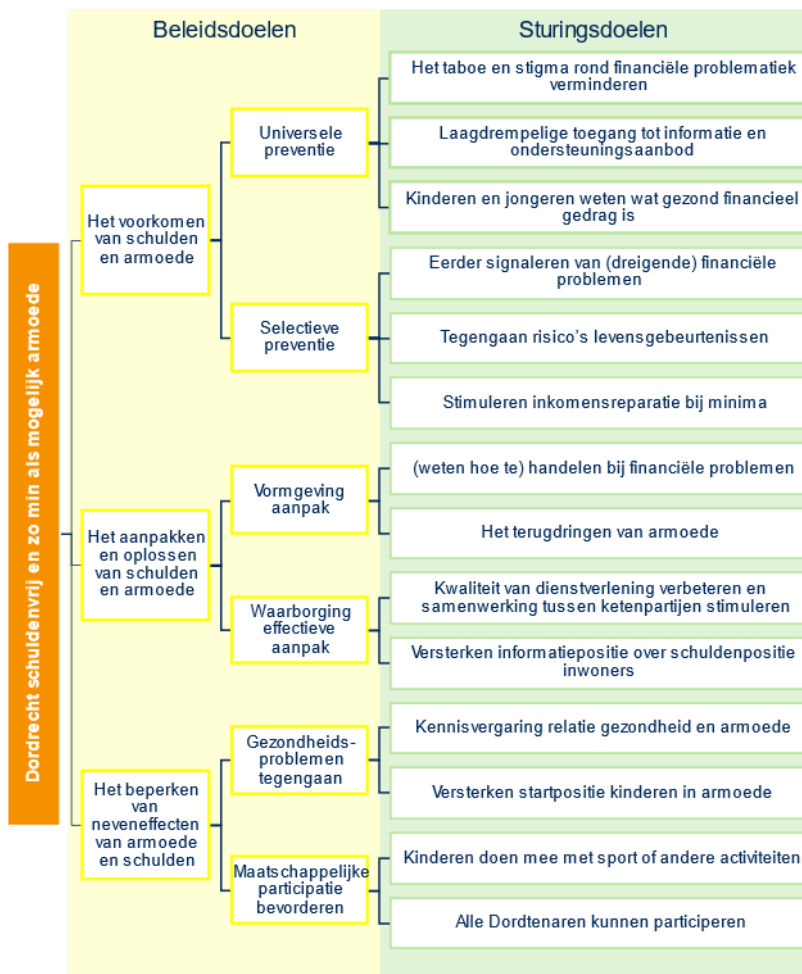 Beleidsdoelen
Sturingsdoelen
Dordrecht schuldenvrij en zo min als mogelijk armoede
Het voorkomen
van schulden
en armoede
Universele
preventie
Het taboe en stigma rond financiële problematiek
verminderen
Laagdrempelige toegang tot informatie en
ondersteuningsaanbod
Kinderen en jongeren weten wat gezond financieel
gedrag is
Selectieve
preventie
Eerder signaleren van (dreigende) financiële
problemen
Tegengaan risico's levensgebeurtenissen
Stimuleren inkomensreparatie bij minima
Het aanpakken
en oplossen
van schulden
en armoede
Vormgeving
aanpak
(weten hoe te) handelen bij financiële problemen
Het terugdringen van armoede
Waarborging
effectieve
aanpak
Kwaliteit van dienstverlening verbeteren en
samenwerking tussen ketenpartijen stimuleren
Versterken informatiepositie over schuldenpositie
inwoners
Het beperken
van
neveneffecten
van armoede
en schulden
Gezondheids-
problemen
tegengaan
Kennisvergaring relatie gezondheid en armoede
Versterken startpositie kinderen in armoede
Maatschappelijke
participatie
bevorderen
Kinderen doen mee met sport of andere activiteiten
Alle Dordtenaren kunnen participeren